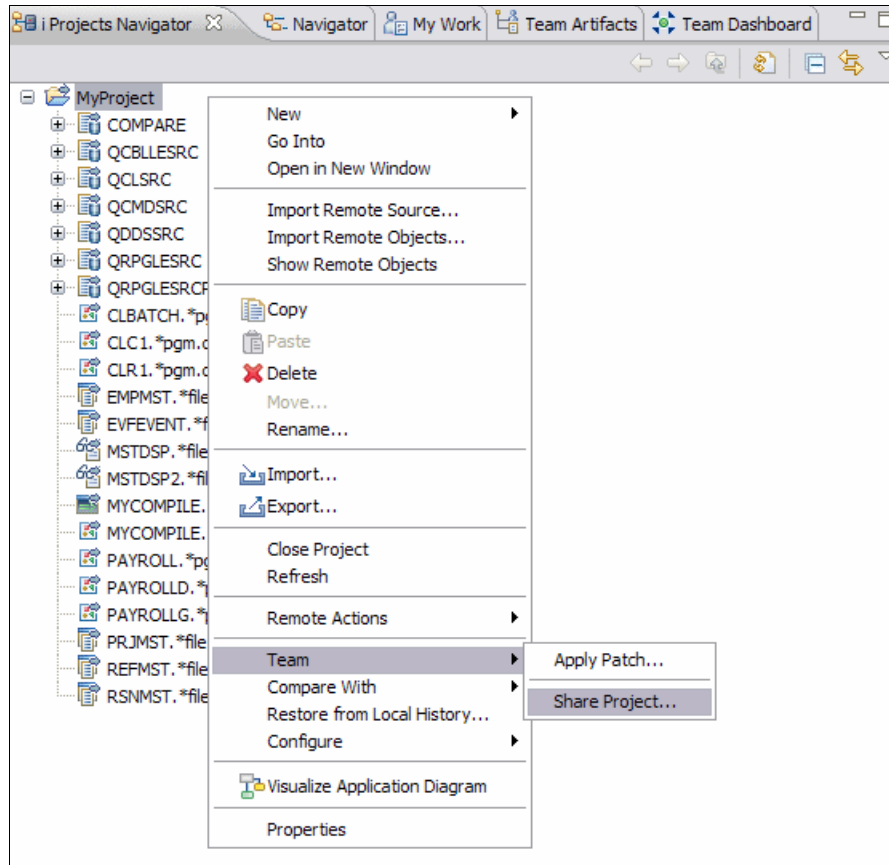 i Projects Navigator Navigator My Work Team Artifacts Team Dashboard
MyProject
COMPARE
QCBLLESRC
QCLSRC
QCMDSRC
QDDSSRC
QRPGLESRC
QRPGLESRCP
CLBATCH.*pg
CLC1.*pgm.c
CLR1.*pgm.c
EMPMST.*file
EVFEVENT.*f
MSTDSP.*file
MSTDSP2.*fil
MYCOMPILE.
MYCOMPILE.
PAYROLL.*pg
PAYROLLD.*p
PAYROLLG.*p
PRJMST.*file
REFMST.*file
RSNMST.*file
New
Go Into
Open in New Window
Import Remote Source...
Import Remote Objects...
Show Remote Objects
Copy
Paste
Delete
Move...
Rename...
Import...
Export...
Close Project
Refresh
Remote Actions
Team
Compare With
Restore from Local History...
Configure
Visualize Application Diagram
Properties
Apply Patch...
Share Project...